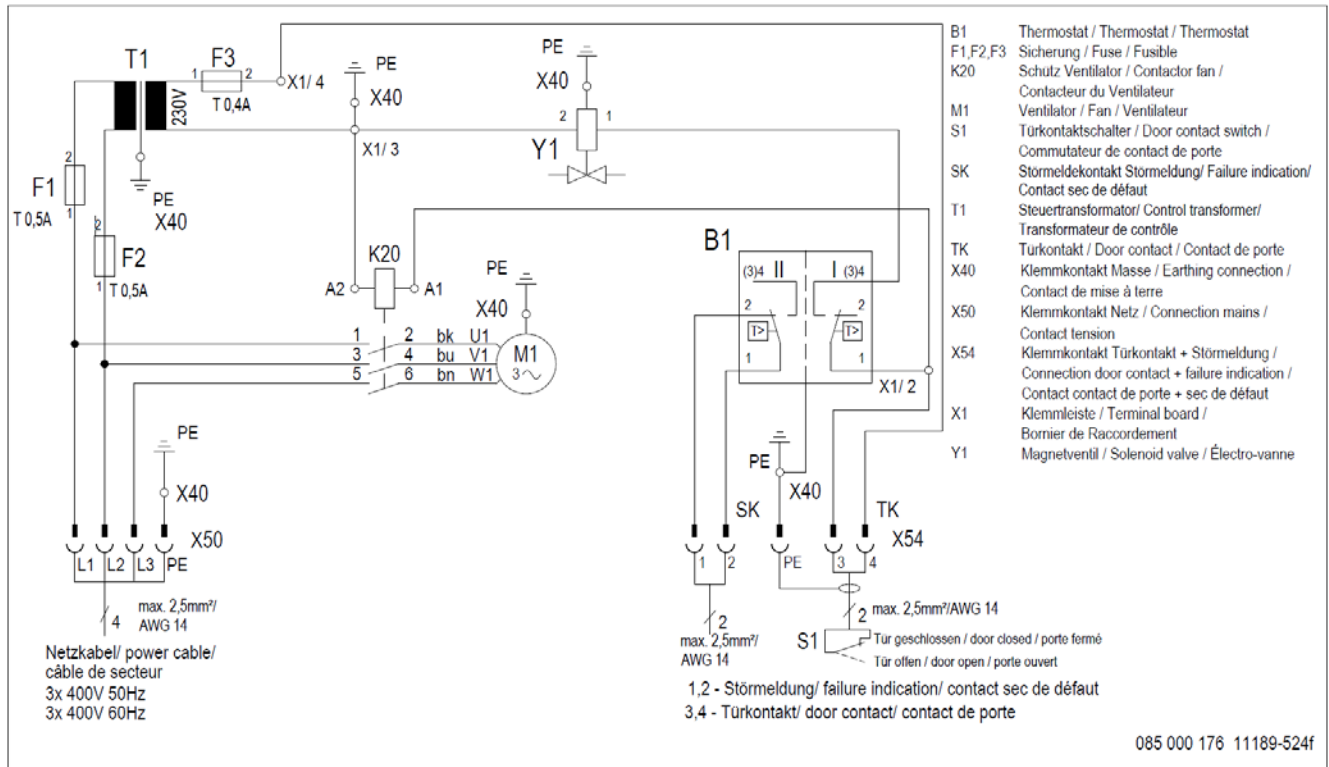 T1
F3
1
2
T 0,4A
X1/ 4
230V
PE
X40
PE
X40
PE
X40
2
1
Y1
X1/ 3
2
F1
1
T 0,5A
2
F2
1
T 0,5A
K20
A2
A1
PE
X40
1
2
bk
U1
3
4
bu
V1
5
6
bn
W1
M1
3
B1
(3)4
II
I
(3)4
2
2
T>
T>
1
1
X1/ 2
PE
X40
X50
L1
L2
L3
PE
4
max. 2,5mm²/
AWG 14
Netzkabel/ power cable/
câble de secteur
3x 400V 50Hz
3x 400V 60Hz
PE
X40
SK
TK
X54
1
2
PE
3
4
2
max. 2,5mm²/
AWG 14
2
max. 2,5mm²/AWG 14
S1
Tür geschlossen / door closed / porte fermé
Tür offen / door open / porte ouvert
1,2 - Störmeldung/ failure indication/ contact sec de défaut
3,4 - Türkontakt/ door contact/ contact de porte
B1 Thermostat / Thermostat / Thermostat
F1,F2,F3 Sicherung / Fuse / Fusible
K20 Schütz Ventilator / Contactor fan /
Contacteur du Ventilateur
M1 Ventilator / Fan / Ventilateur
S1 Türkontaktschalter / Door contact switch /
Commutateur de contact de porte
SK Störmeldekontakt Störmeldung/ Failure indication/
Contact sec de défaut
T1 Steuertransformator/ Control transformer/
Transformateur de contrôle
TK Türkontakt / Door contact / Contact de porte
X40 Klemmkontakt Masse / Earthing connection /
Contact de mise à terre
X50 Klemmkontakt Netz / Connection mains /
Contact tension
X54 Klemmkontakt Türkontakt + Störmeldung /
Connection door contact + failure indication /
Contact contact de porte + sec de défaut
X1 Klemmleiste / Terminal board /
Bornier de Raccordement
Y1 Magnetventil / Solenoid valve / Électro-vanne
085 000 176 11189-524f